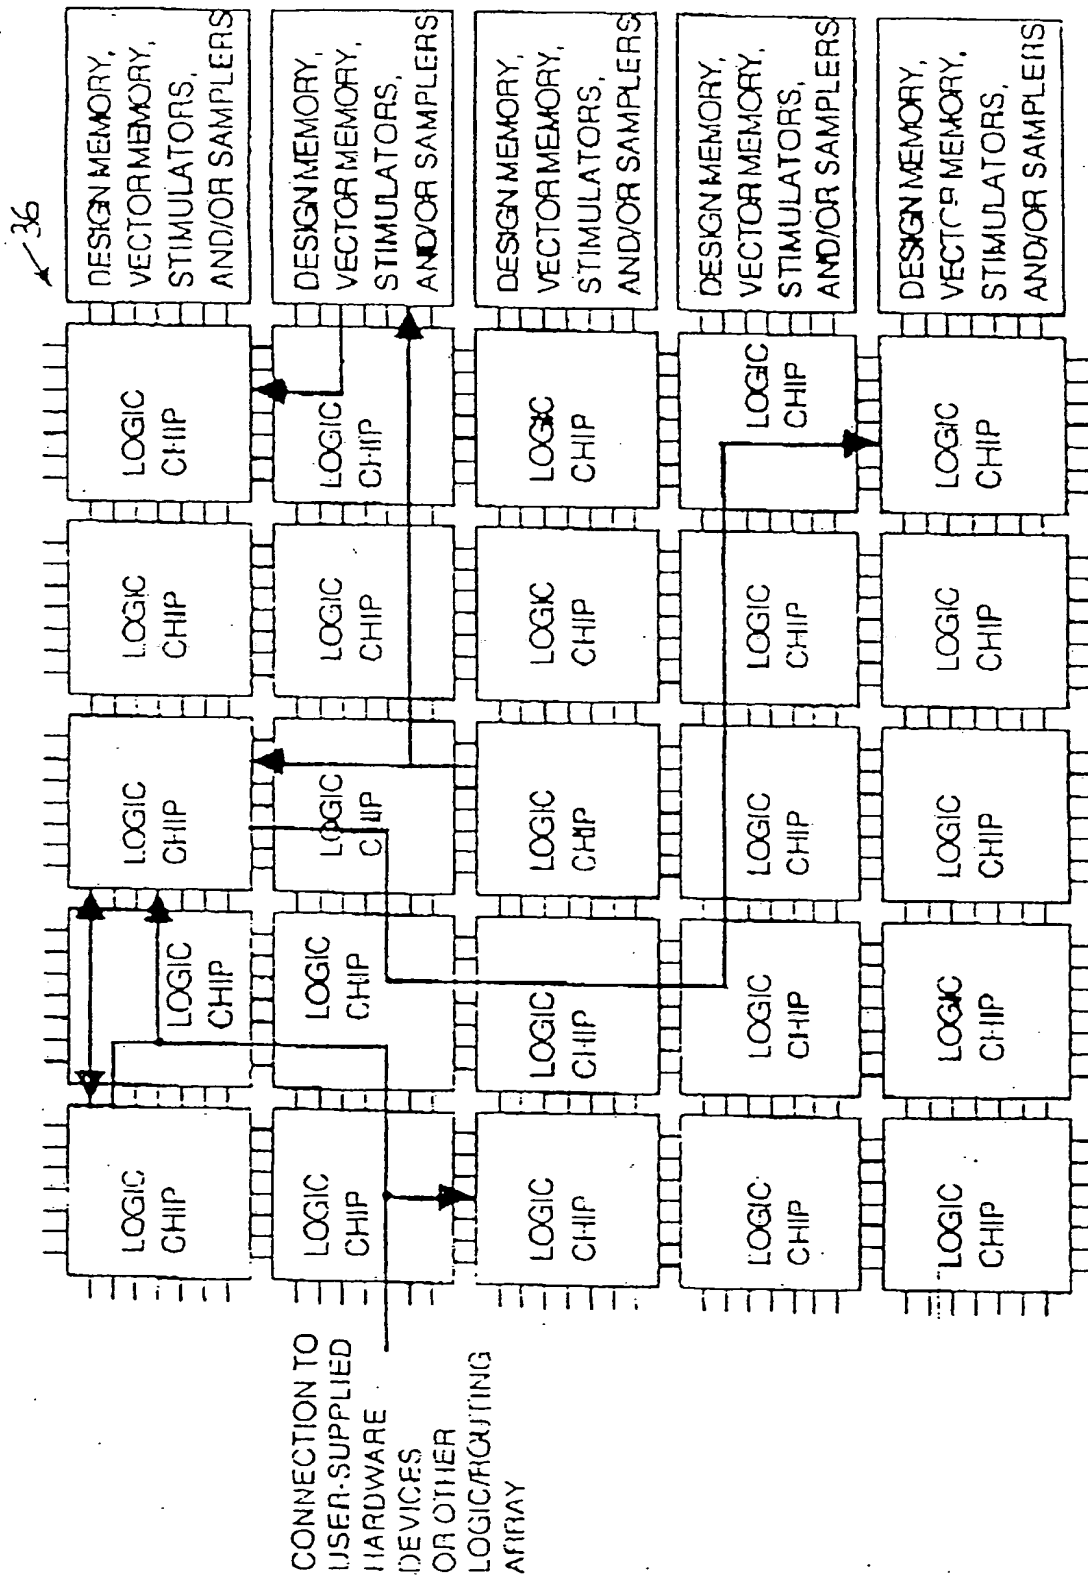 36
LOGIC
CHIP
LOGIC
CHIP
LOGIC
CHIP
LOGIC
CHIP
LOGIC
CHIP
DESIGN MEMORY,
VECTOR MEMORY,
STIMULATORS,
AND/OR SAMPLERS
CONNECTION TO
USER-SUPPLIED
HARDWARE
DEVICES
OR OTHER
LOGIC/ROUTING
ARRAY
LOGIC
CHIP
LOGIC
CHIP
LOGIC
CHIP
LOGIC
CHIP
LOGIC
CHIP
DESIGN MEMORY,
VECTOR MEMORY,
STIMULATORS,
AND/OR SAMPLERS
LOGIC
CHIP
LOGIC
CHIP
LOGIC
CHIP
LOGIC
CHIP
LOGIC
CHIP
DESIGN MEMORY,
VECTOR MEMORY,
STIMULATORS,
AND/OR SAMPLERS
LOGIC
CHIP
LOGIC
CHIP
LOGIC
CHIP
LOGIC
CHIP
LOGIC
CHIP
DESIGN MEMORY,
VECTOR MEMORY,
STIMULATORS,
AND/OR SAMPLERS
LOGIC
CHIP
LOGIC
CHIP
LOGIC
CHIP
LOGIC
CHIP
LOGIC
CHIP
DESIGN MEMORY,
VECTOR MEMORY,
STIMULATORS,
AND/OR SAMPLERS